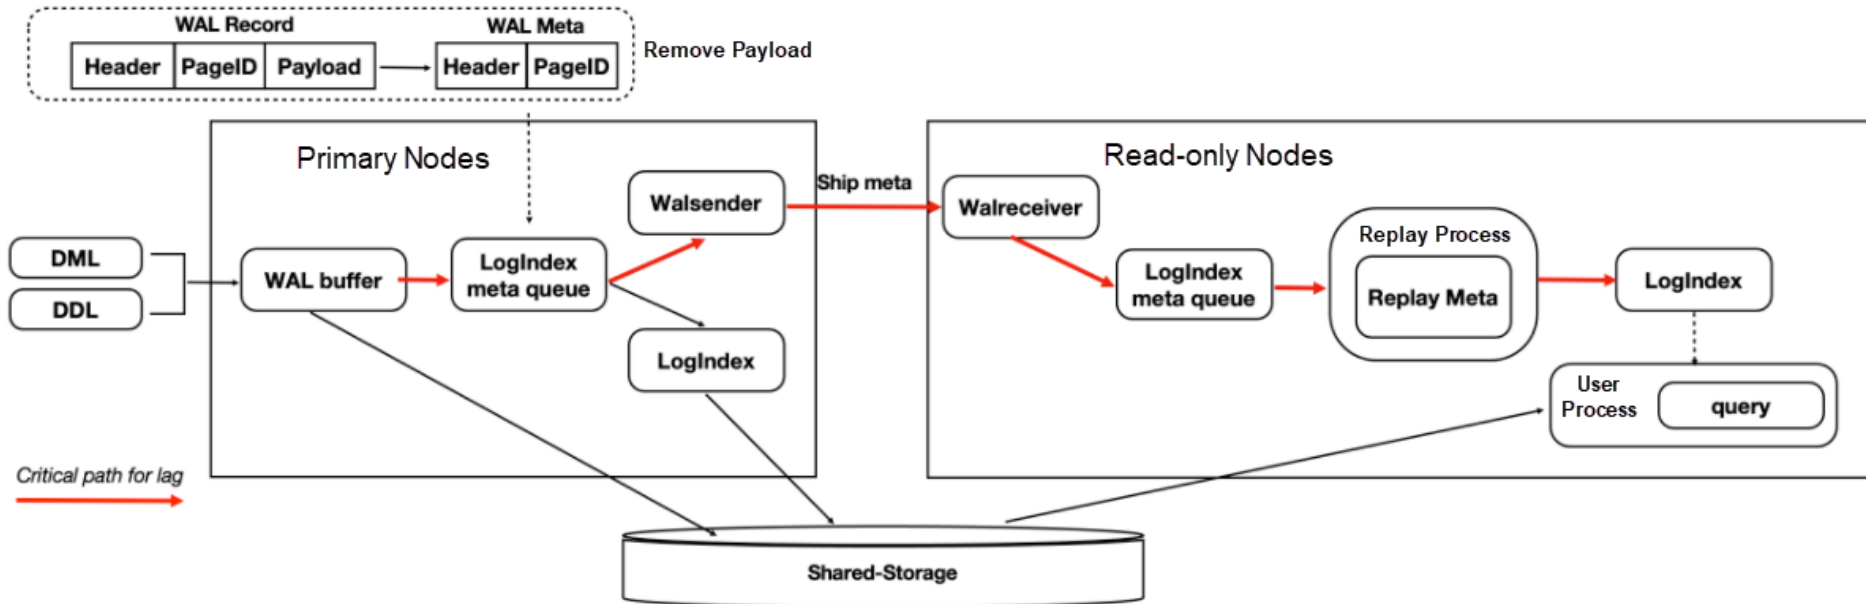 WAL Record
WAL Meta
Header PageID Payload
Header PageID
Remove Payload
Primary Nodes
Read-only Nodes
DML
DDL
WAL buffer
LogIndex
meta queue
Walsender
LogIndex
Ship meta
Walreceiver
LogIndex
meta queue
Replay Process
Replay Meta
LogIndex
User
Process
query
Critical path for lag
Shared-Storage